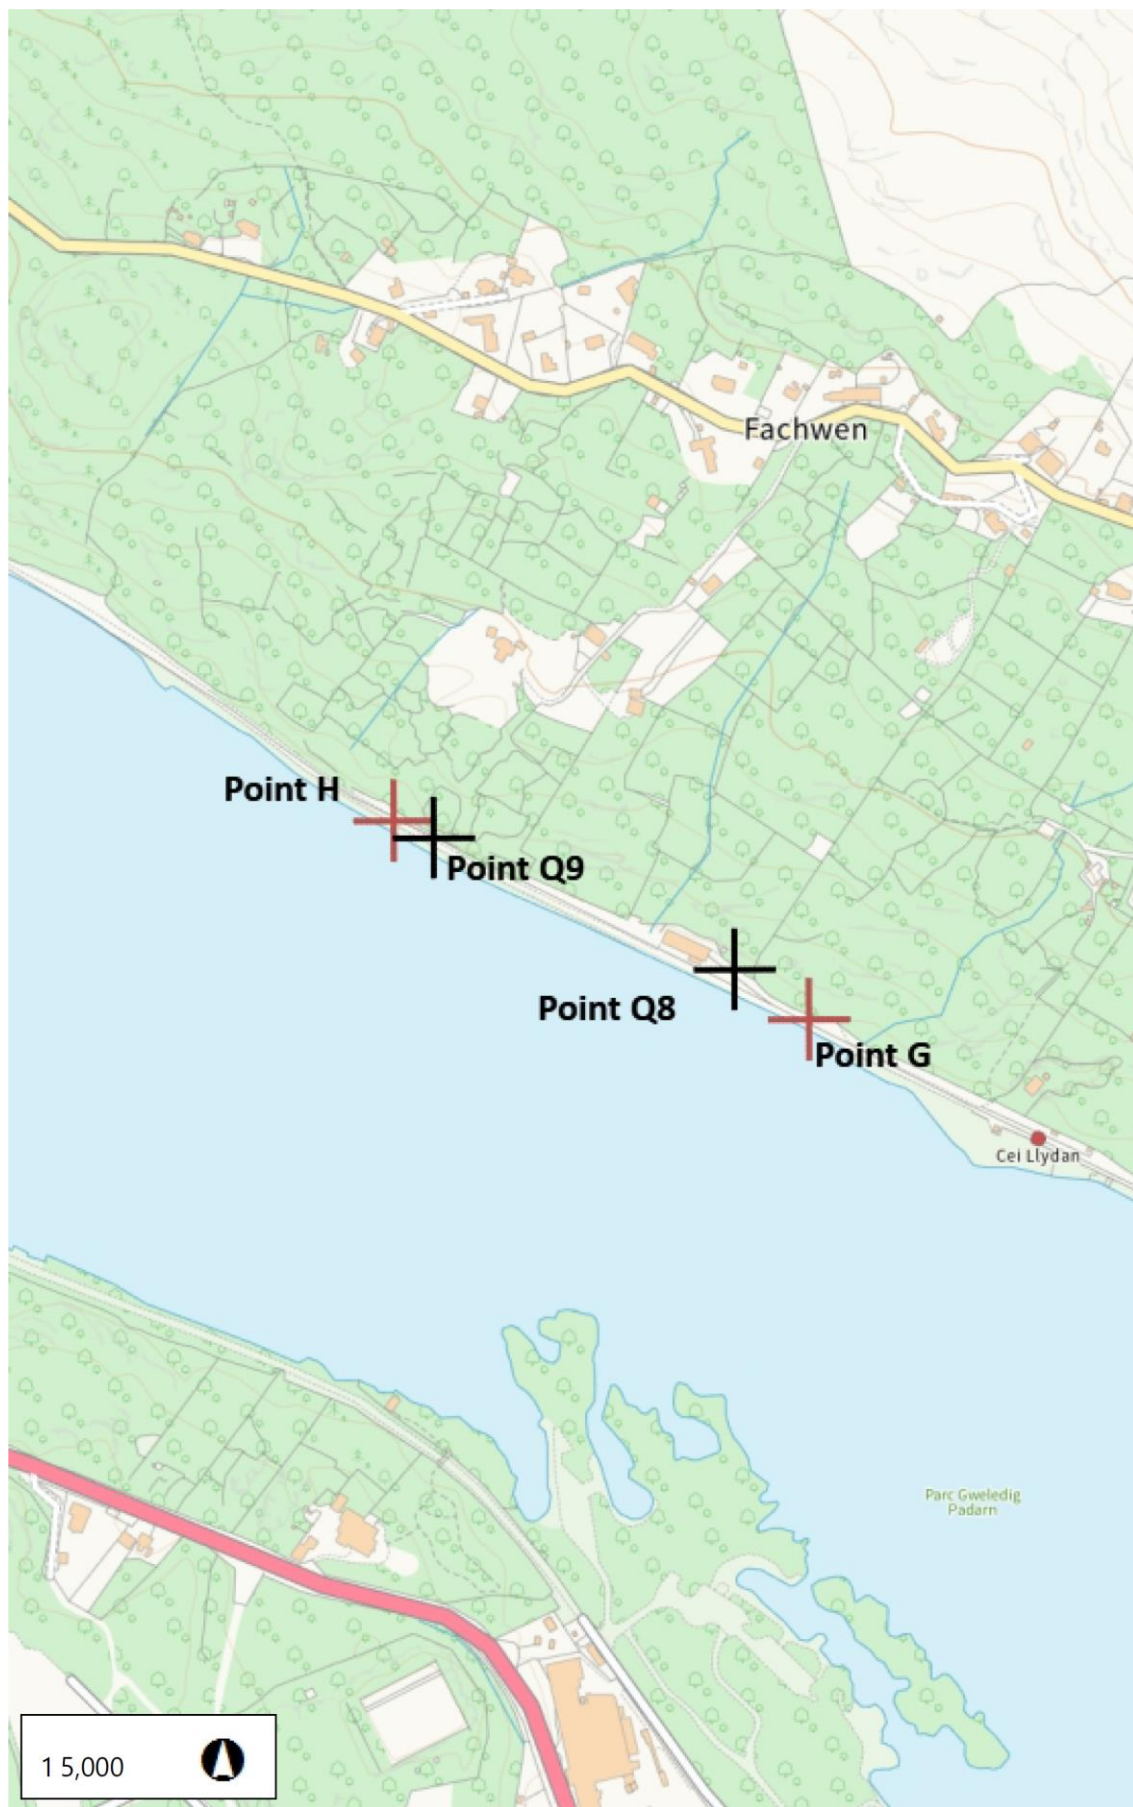 Fachwen
Point H
Point Q9
Point Q8
Point G
Cei Llydan
Parc Gweledig
Padarn
1 5,000